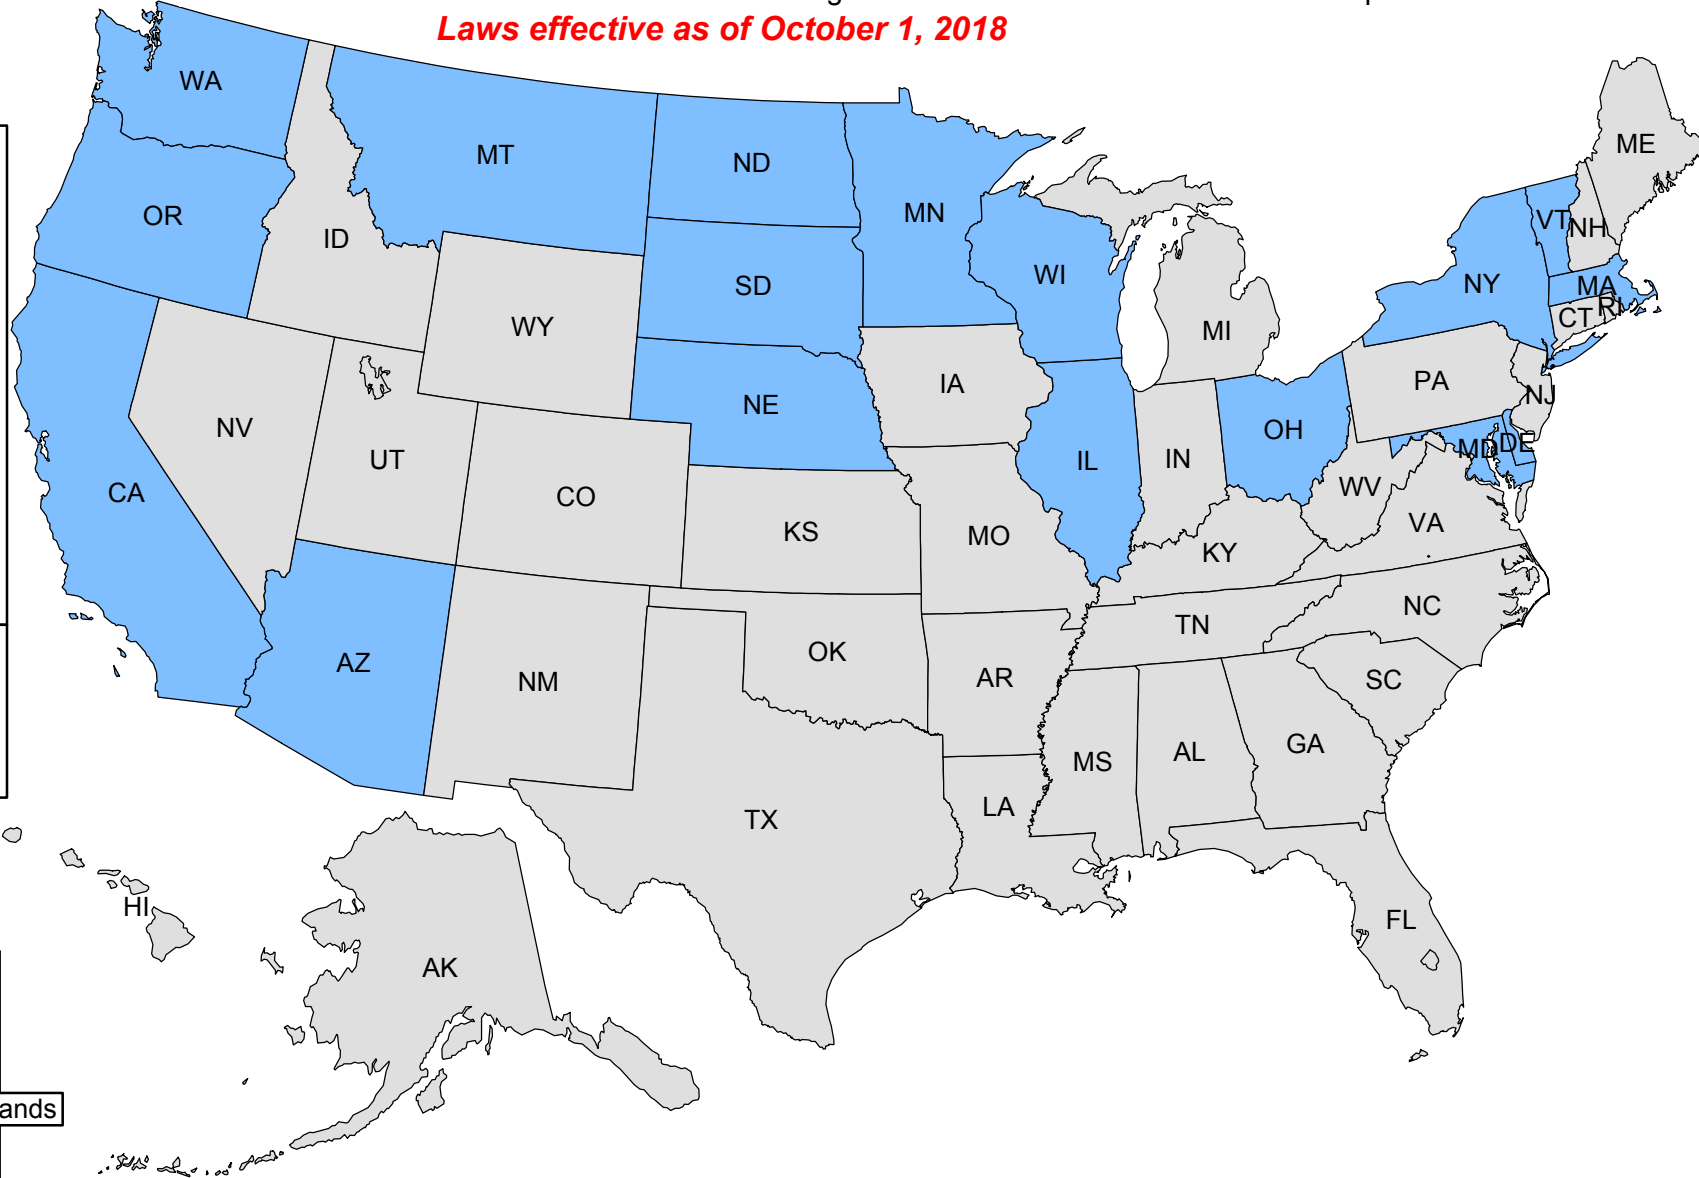 Laws effective as of October 1, 2018
WA
MT
ND
MN
ME
OR
ID
SD
WI
VT
NH
NY
MA
RI
CT
WY
MI
IA
PA
NJ
NE
NV
UT
CA
CO
KS
MO
IL
IN
OH
MD
DE
WV
VA
KY
NC
TN
AZ
NM
OK
AR
SC
MS
AL
GA
TX
LA
HI
AK
FL
ands